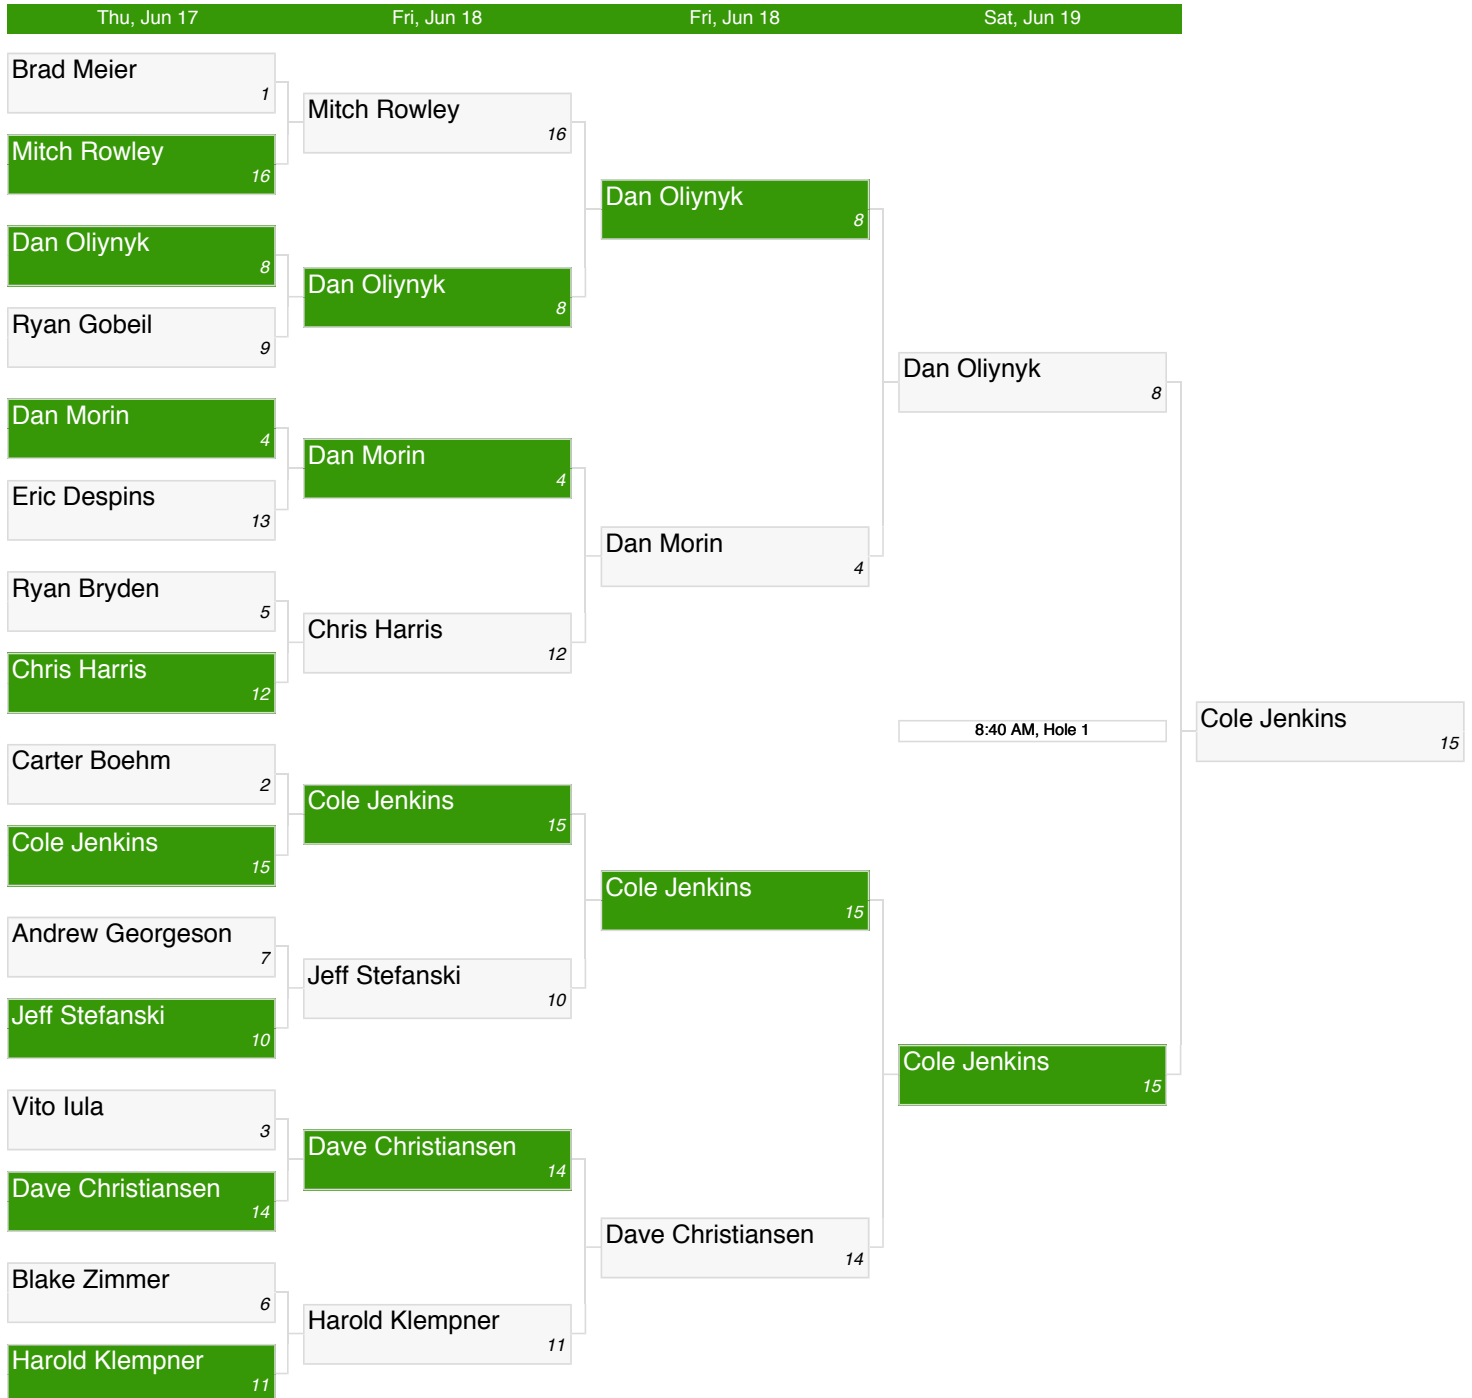 Thu, Jun 17
Fri, Jun 18
Fri, Jun 18
Sat, Jun 19
Brad Meier
1
Mitch Rowley
16
Dan Oliynyk
8
Ryan Gobeil
9
Dan Morin
4
Eric Despins
13
Ryan Bryden
5
Chris Harris
12
Carter Boehm
2
Cole Jenkins
15
Andrew Georgeson
7
Jeff Stefanski
10
Vito Iula
3
Dave Christiansen
14
Blake Zimmer
6
Harold Klempner
11
Mitch Rowley
16
Dan Oliynyk
8
Dan Morin
4
Chris Harris
12
Cole Jenkins
15
Jeff Stefanski
10
Dave Christiansen
14
Harold Klempner
11
Dan Oliynyk
8
Dan Morin
4
Cole Jenkins
15
Dave Christiansen
14
Dan Oliynyk
8
8:40 AM, Hole 1
Cole Jenkins
15
Cole Jenkins
15